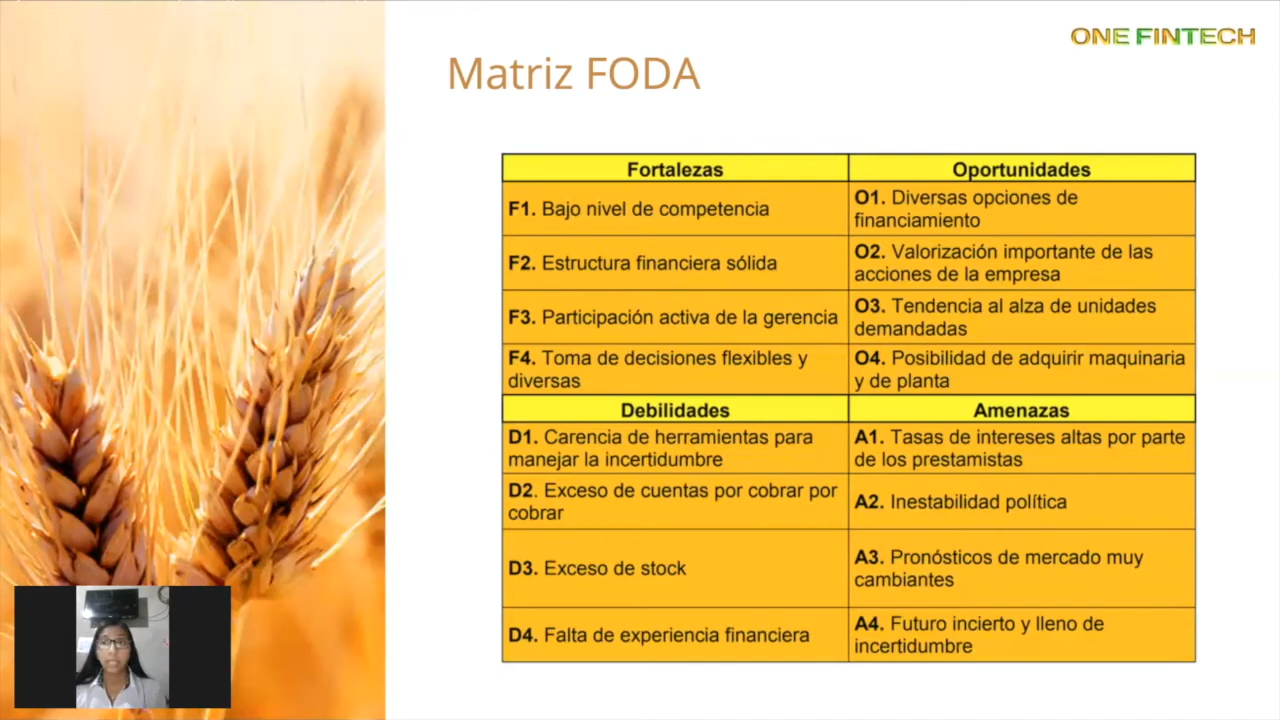 ONE FINTECH
Matriz FODA
Fortalezas
Oportunidades
F1. Bajo nivel de competencia
O1. Diversas opciones de
financiamiento
F2. Estructura financiera sólida
O2. Valorización importante de las
acciones de la empresa
F3. Participación activa de la gerencia
O3. Tendencia al alza de unidades
demandadas
F4. Toma de decisiones flexibles y
diversas
O4. Posibilidad de adquirir maquinaria
y de planta
Debilidades
Amenazas
D1. Carencia de herramientas para
manejar la incertidumbre
A1. Tasas de intereses altas por parte
de los prestamistas
D2. Exceso de cuentas por cobrar por
cobrar
A2. Inestabilidad política
D3. Exceso de stock
A3. Pronósticos de mercado muy
cambiantes
D4. Falta de experiencia financiera
A4. Futuro incierto y lleno de
incertidumbre